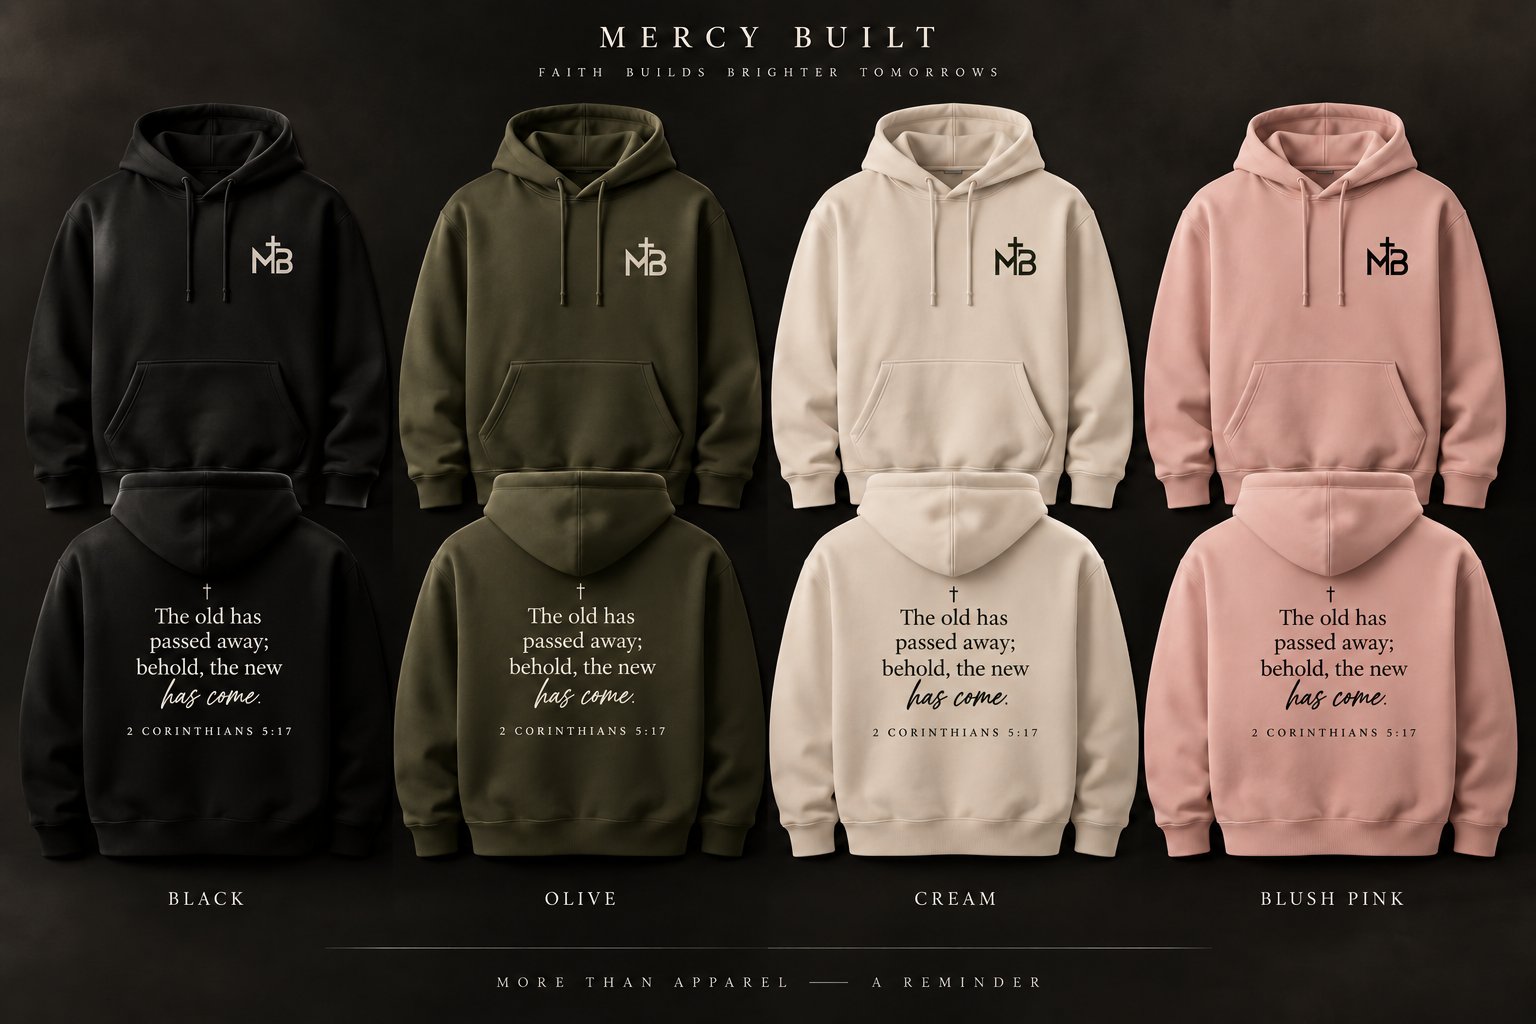 MERCY BUILT
FAITH BUILDS BRIGHTER TOMORROWS
MB
MB
MB
MB
The old has
passed away;
behold, the new
has come.
2 CORINTHIANS 5:17
The old has
passed away;
behold, the new
has come.
2 CORINTHIANS 5:17
The old has
passed away;
behold, the new
has come.
2 CORINTHIANS 5:17
The old has
passed away;
behold, the new
has come.
2 CORINTHIANS 5:17
BLACK
OLIVE
CREAM
BLUSH PINK
MORE THAN APPAREL — A REMINDER